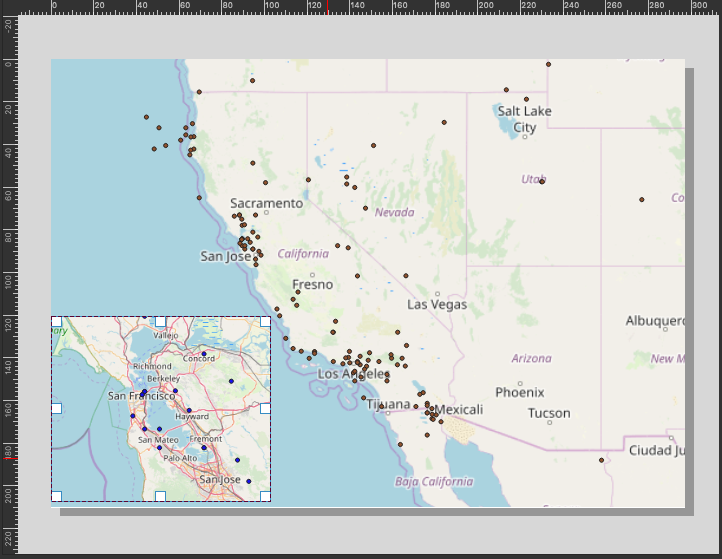 0 20 40 60 80 100 120 140 160 180 200 220 240 260 280 300
-20
0
20
40
60
80
100
120
140
160
180
200
220
Salt Lake
City
Utah
Co
Sacramento
Nevada
San Jose
California
Fresno
Las Vegas
Albuquerq
Arizona
New M
Los Angeles
Phoenix
Tijuana
Mexicali
Tucson
Ciudad Ju
Baja California
ary
Vallejo
Concord
Richmond
Berkeley
San Francisco
Hayward
San Mateo
Fremont
Palo Alto
San Jose